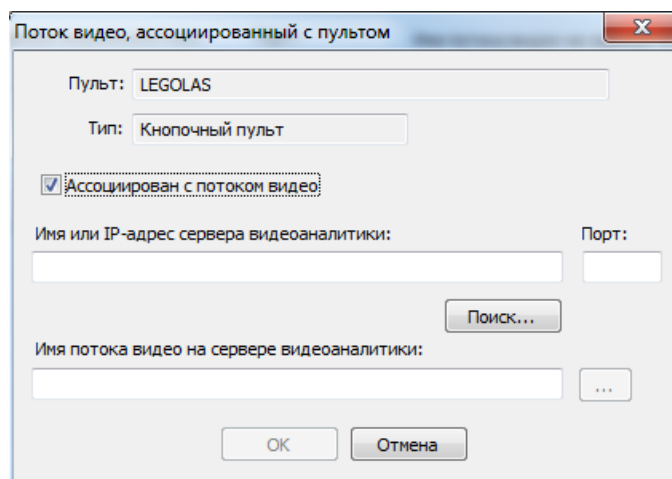 Поток видео, ассоциированный с пультом
Пульт: LEGOLAS
Тип: Кнопочный пульт
Ассоциирован с потоком видео
Имя или IP-адрес сервера видеоаналитики: Порт:
Поиск...
Имя потока видео на сервере видеоаналитики:
...
ОК Отмена